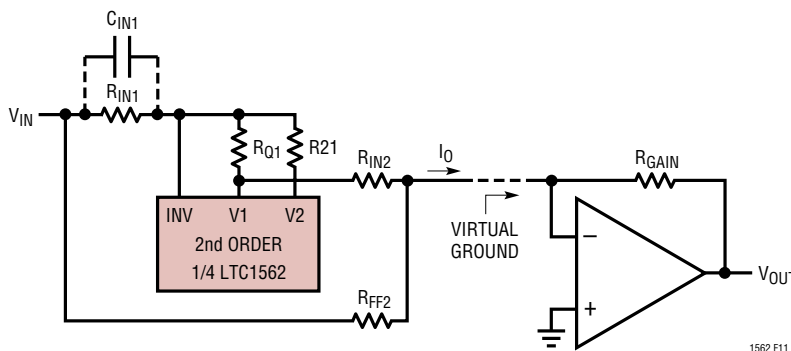 CIN1
RIN1
VIN
RQ1
R21
RIN2
IO
RGAIN
INV V1 V2
2nd ORDER
1/4 LTC1562
VIRTUAL
GROUND
–
+
VOUT
RFF2
1562 F11